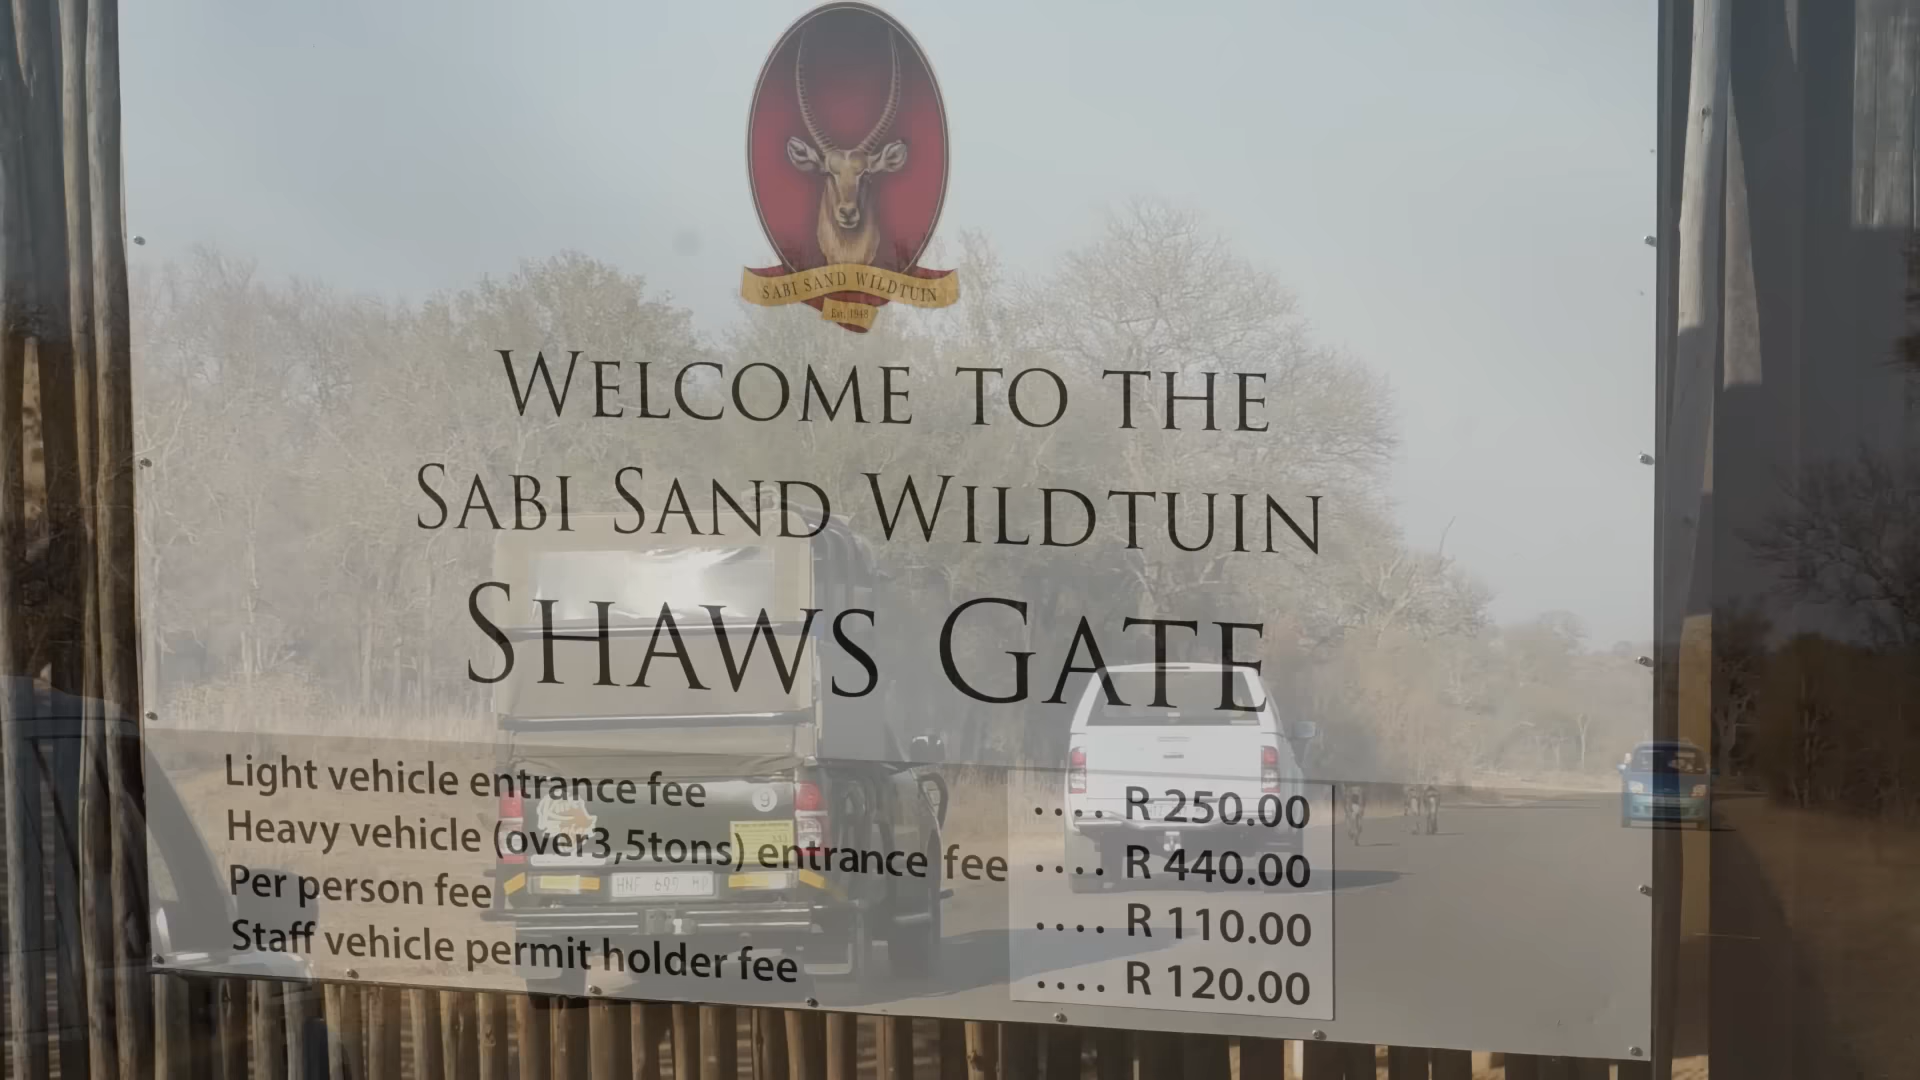 SABI SAND WILDTUIN
Est. 1948
WELCOME TO THE
SABI SAND WILDTUIN
SHAWS GATE
Light vehicle entrance fee .... R 250.00
Heavy vehicle (over3,5tons) entrance fee .... R 440.00
Per person fee .... R 110.00
Staff vehicle permit holder fee .... R 120.00
9